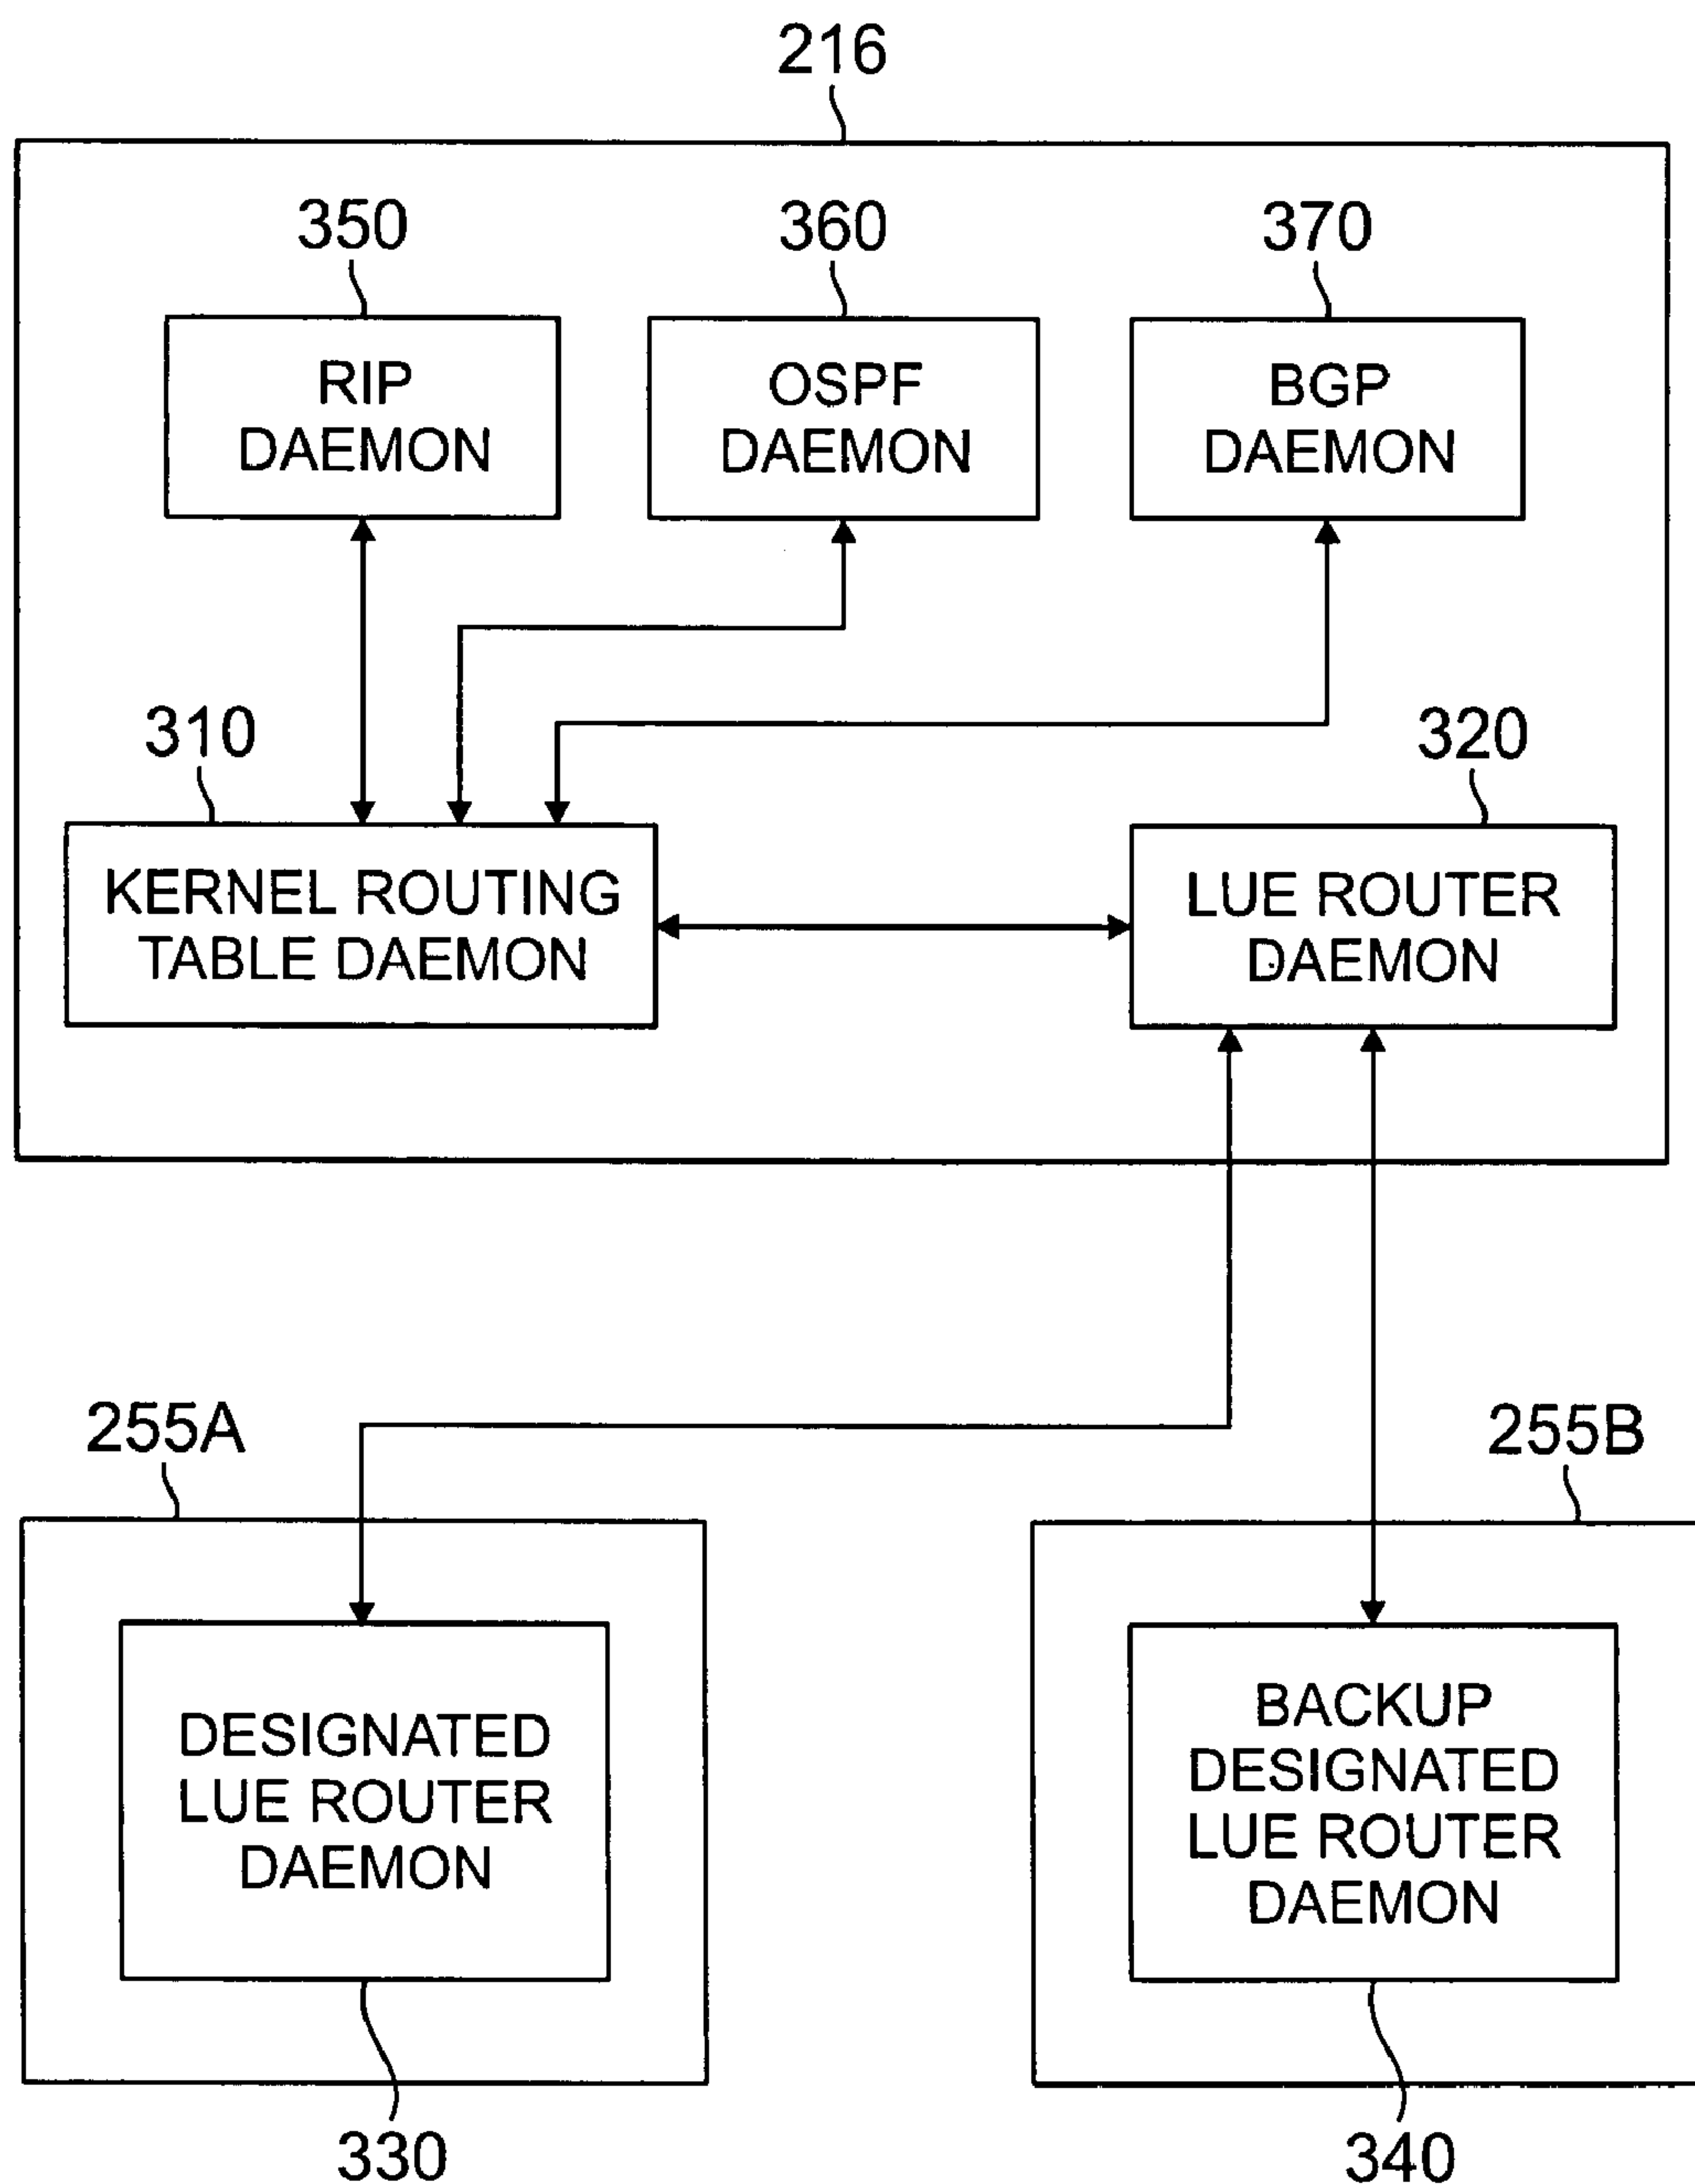 216
350
360
370
RIP
DAEMON
OSPF
DAEMON
BGP
DAEMON
310
320
KERNEL ROUTING
TABLE DAEMON
LUE ROUTER
DAEMON
255A
255B
DESIGNATED
LUE ROUTER
DAEMON
BACKUP
DESIGNATED
LUE ROUTER
DAEMON
330
340